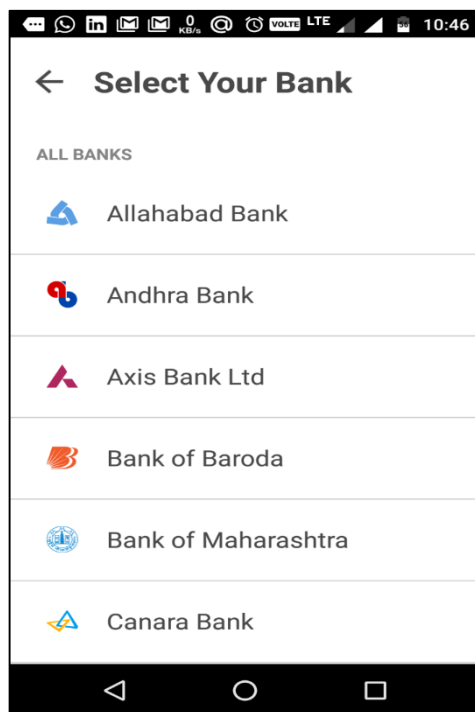 0
KB/s
VOLTE
LTE
10:46
Select Your Bank
ALL BANKS
Allahabad Bank
Andhra Bank
Axis Bank Ltd
Bank of Baroda
Bank of Maharashtra
Canara Bank